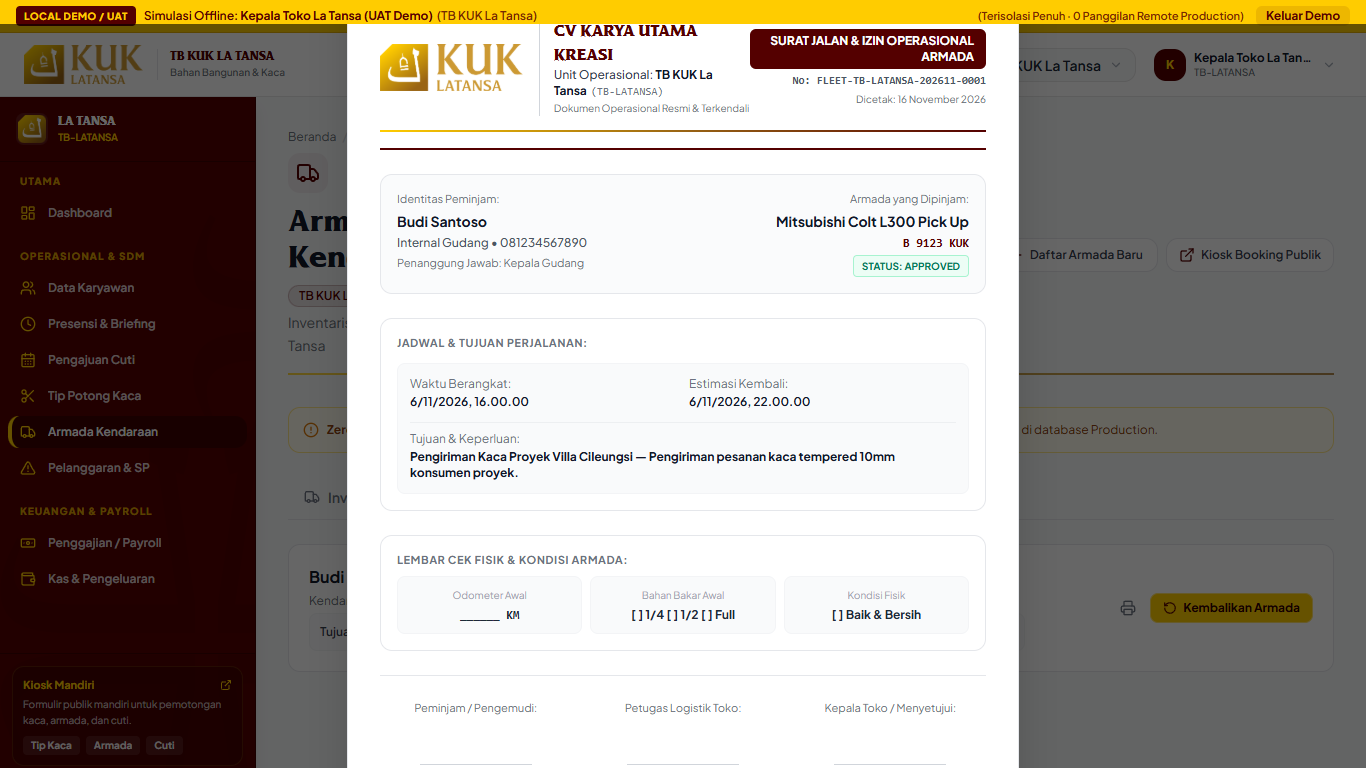 LOCAL DEMO / UAT Simulasi Offline: Kepala Toko La Tansa (UAT Demo) (TB KUK La Tansa) (Terisolasi Penuh · 0 Panggilan Remote Production) Keluar Demo
KUK
LATANSA
TB KUK LA TANSA
Bahan Bangunan & Kaca
KUK La Tansa
K
Kepala Toko La Tan...
TB-LATANSA
LA TANSA
TB-LATANSA
UTAMA
Dashboard
OPERASIONAL & SDM
Data Karyawan
Presensi & Briefing
Pengajuan Cuti
Tip Potong Kaca
Armada Kendaraan
Pelanggaran & SP
KEUANGAN & PAYROLL
Penggajian / Payroll
Kas & Pengeluaran
Kiosk Mandiri
Formulir publik mandiri untuk pemotongan
kaca, armada, dan cuti.
Tip Kaca Armada Cuti
Beranda /
Daftar Armada Baru
Kiosk Booking Publik
TB KUK L
Tansa
di database Production.
Budi
Kembalikan Armada
KUK
LATANSA
CV KARYA UTAMA
KREASI
Unit Operasional: TB KUK La
Tansa (TB-LATANSA)
Dokumen Operasional Resmi & Terkendali
SURAT JALAN & IZIN OPERASIONAL
ARMADA
No: FLEET-TB-LATANSA-202611-0001
Dicetak: 16 November 2026
Identitas Peminjam:
Budi Santoso
Internal Gudang • 081234567890
Penanggung Jawab: Kepala Gudang
Armada yang Dipinjam:
Mitsubishi Colt L300 Pick Up
B 9123 KUK
STATUS: APPROVED
JADWAL & TUJUAN PERJALANAN:
Waktu Berangkat:
6/11/2026, 16.00.00
Estimasi Kembali:
6/11/2026, 22.00.00
Tujuan & Keperluan:
Pengiriman Kaca Proyek Villa Cileungsi — Pengiriman pesanan kaca tempered 10mm
konsumen proyek.
LEMBAR CEK FISIK & KONDISI ARMADA:
Odometer Awal
______ KM
Bahan Bakar Awal
[ ] 1/4 [ ] 1/2 [ ] Full
Kondisi Fisik
[ ] Baik & Bersih
Peminjam / Pengemudi:
Petugas Logistik Toko:
Kepala Toko / Menyetujui: